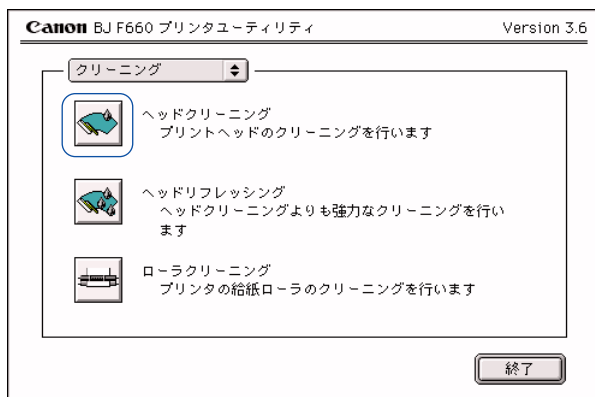 Canon BJ F660 プリンタユーティリティ Version 3.6
クリーニング
ヘッドクリーニング
プリントヘッドのクリーニングを行います
ヘッドリフレッシング
ヘッドクリーニングよりも強力なクリーニングを行い
ます
ローラクリーニング
プリンタの給紙ローラのクリーニングを行います
終了